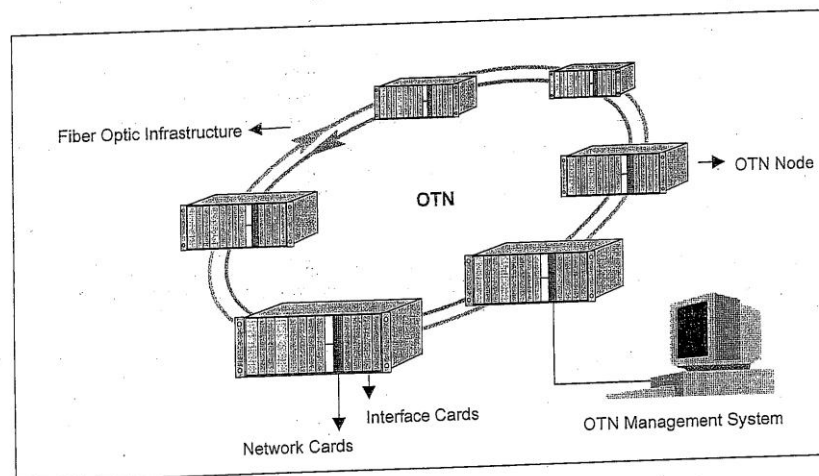 Fiber Optic Infrastructure
OTN Node
OTN
Interface Cards
OTN Management System
Network Cards